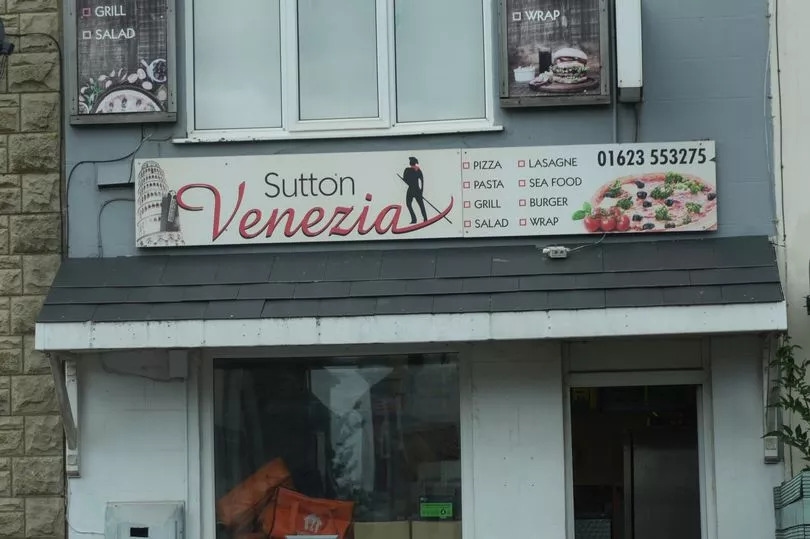 GRILL
SALAD
WRAP
Sutton
Venezia
PIZZA
PASTA
GRILL
SALAD
LASAGNE
SEA FOOD
BURGER
WRAP
01623 553275